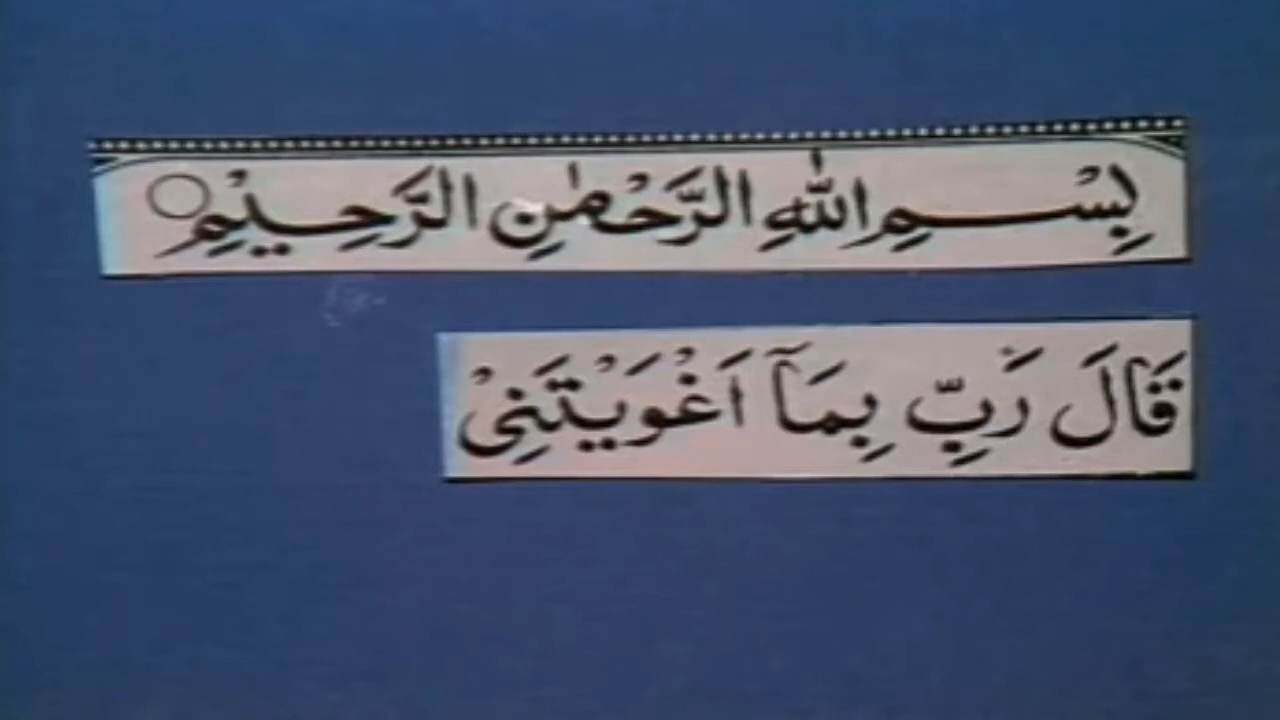 بِسْمِ اللّٰهِ الرَّحْمٰنِ الرَّحِيْمِ ○
قَالَ رَبِّ بِمَآ اَغْوَيْتَنِىْ